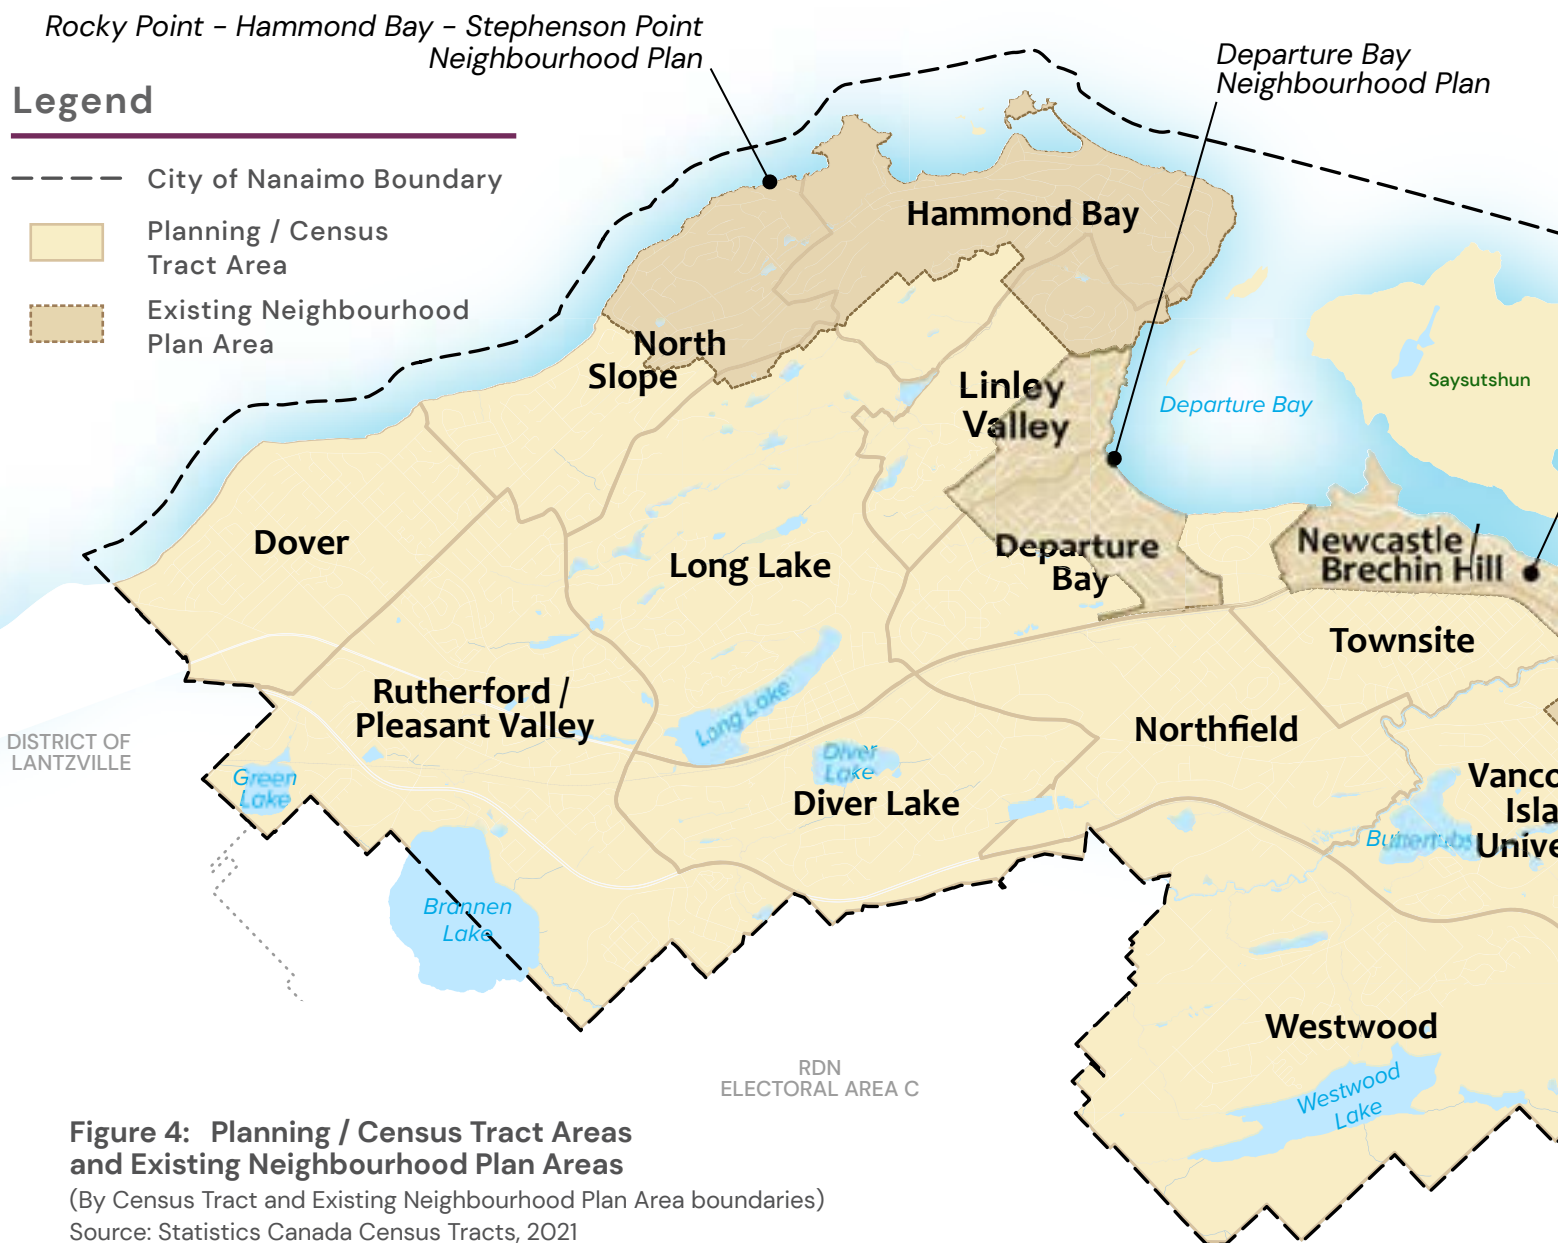 Rocky Point - Hammond Bay - Stephenson Point
Neighbourhood Plan
Departure Bay
Neighbourhood Plan
Legend
City of Nanaimo Boundary
Planning / Census
Tract Area
Existing Neighbourhood
Plan Area
Hammond Bay
North
Slope
Linley
Valley
Departure Bay
Saysutshun
Dover
Long Lake
Departure
Bay
Newcastle /
Brechin Hill
Townsite
Rutherford /
Pleasant Valley
Long Lake
Northfield
DISTRICT OF
LANTZVILLE
Green
Lake
Diver
Lake
Diver Lake
Vanco
Isla
Unive
Buttertubs
Brannen
Lake
Westwood
Westwood
Lake
RDN
ELECTORAL AREA C
Figure 4: Planning / Census Tract Areas
and Existing Neighbourhood Plan Areas
(By Census Tract and Existing Neighbourhood Plan Area boundaries)
Source: Statistics Canada Census Tracts, 2021